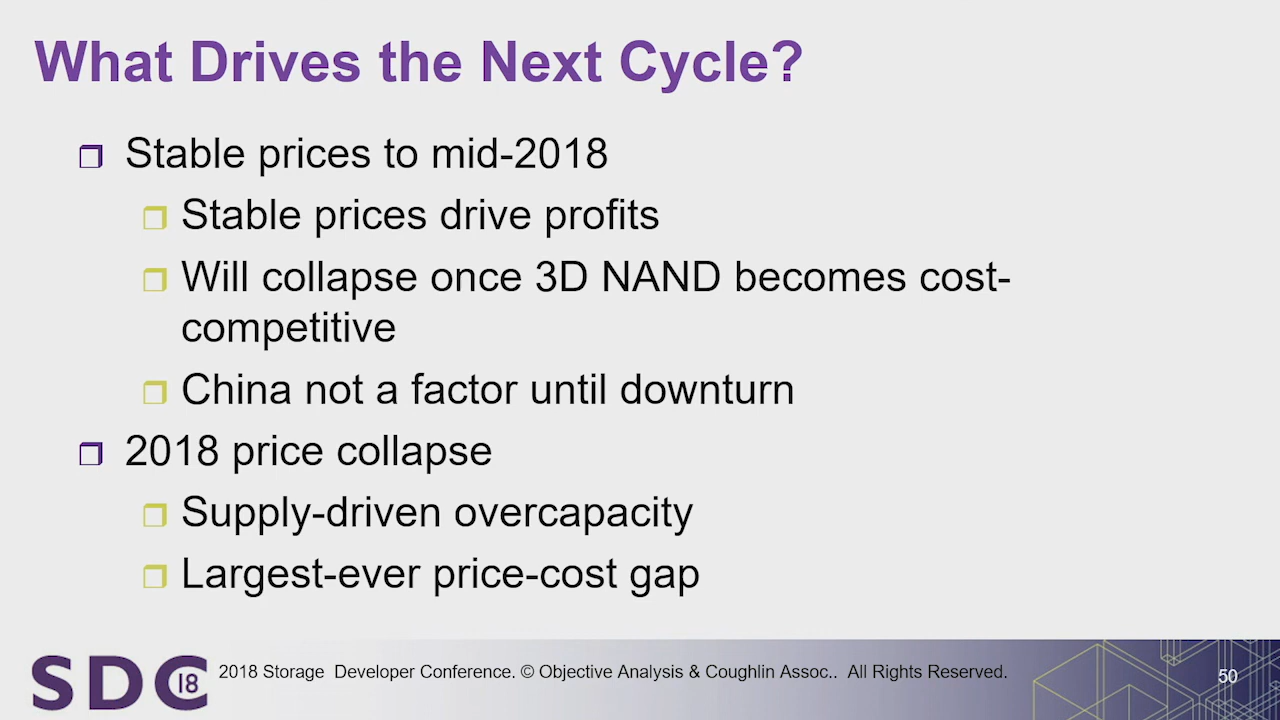 What Drives the Next Cycle?
Stable prices to mid-2018
Stable prices drive profits
Will collapse once 3D NAND becomes cost-
competitive
China not a factor until downturn
2018 price collapse
Supply-driven overcapacity
Largest-ever price-cost gap
SDC 18
2018 Storage  Developer Conference. © Objective Analysis & Coughlin Assoc..  All Rights Reserved.
50